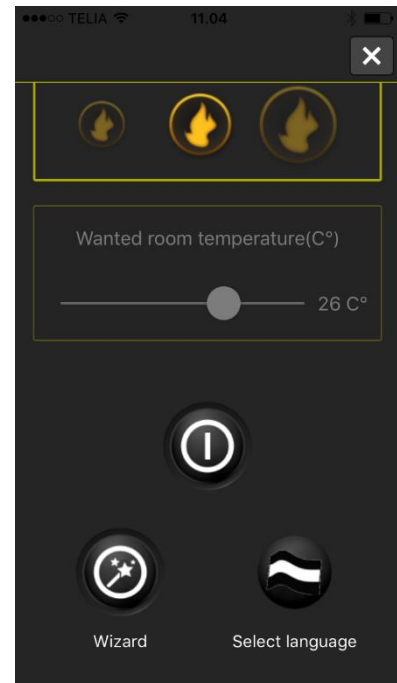 TELIA 11.04
Wanted room temperature(C°)
26 C°
Wizard Select language